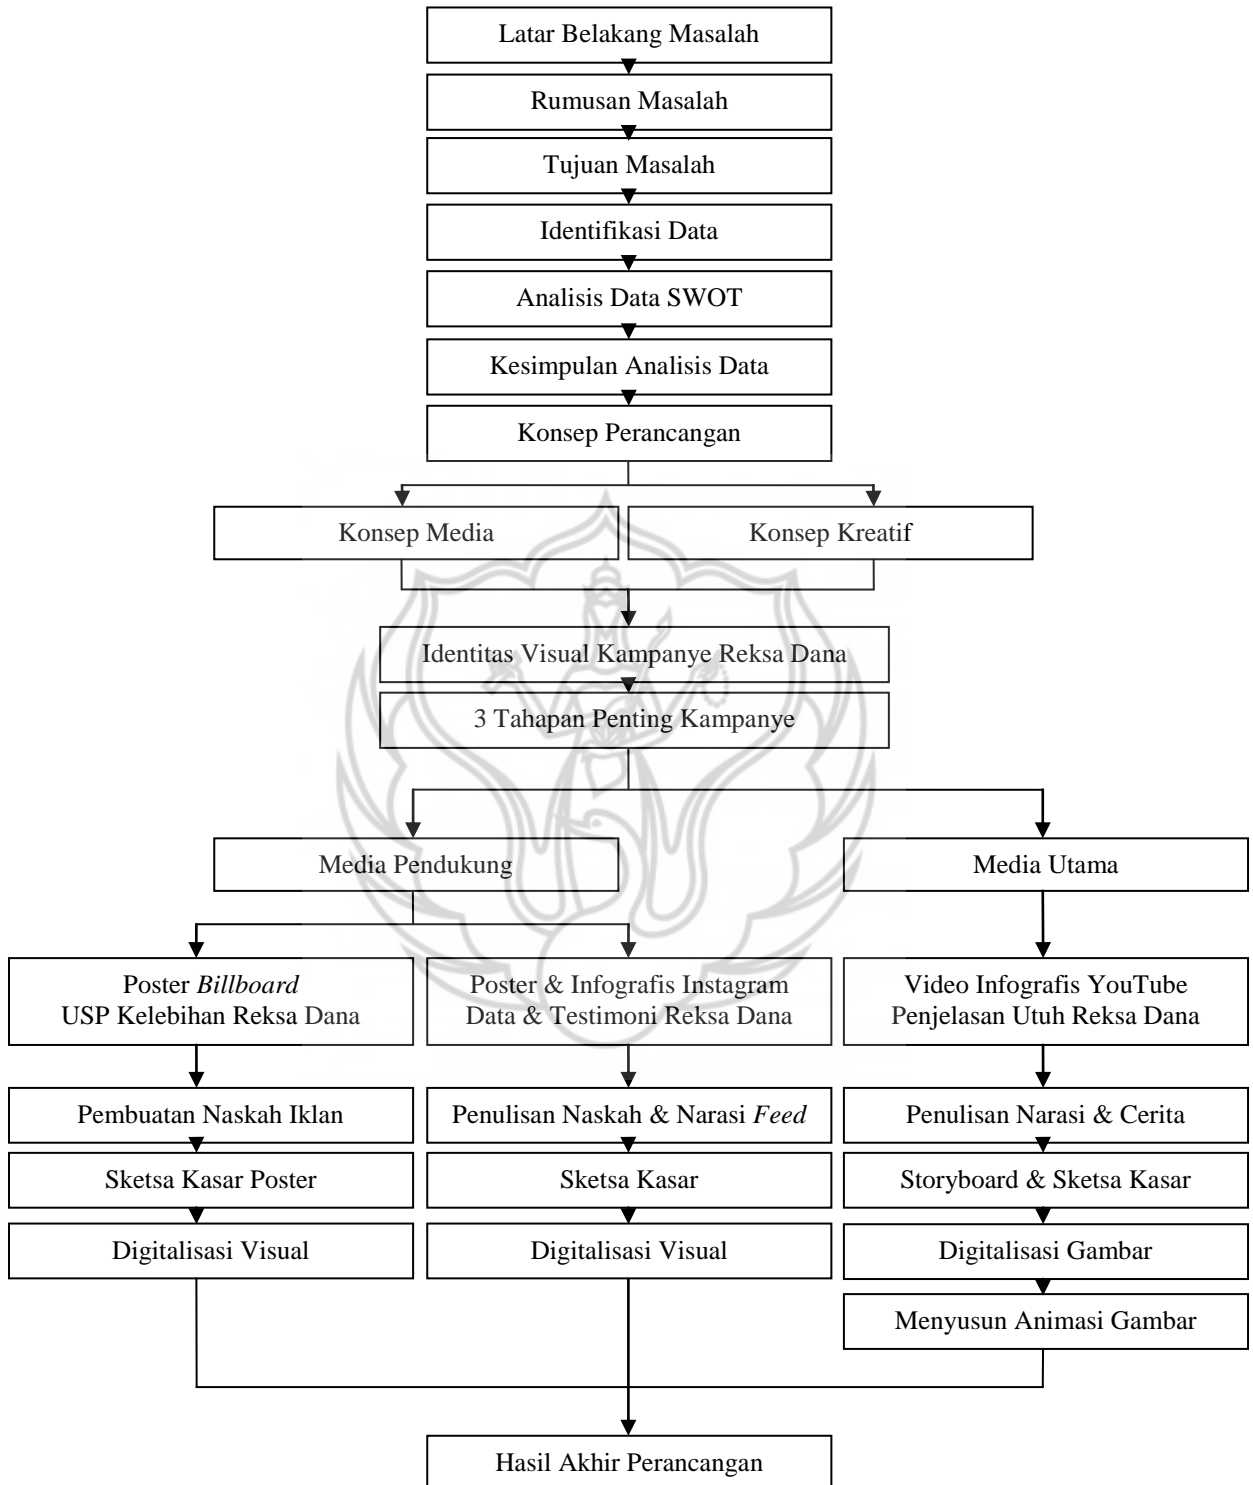 Latar Belakang Masalah
Rumusan Masalah
Tujuan Masalah
Identifikasi Data
Analisis Data SWOT
Kesimpulan Analisis Data
Konsep Perancangan
Konsep Media
Konsep Kreatif
Identitas Visual Kampanye Reksa Dana
3 Tahapan Penting Kampanye
Media Pendukung
Media Utama
Poster Billboard
USP Kelebihan Reksa Dana
Poster & Infografis Instagram
Data & Testimoni Reksa Dana
Video Infografis YouTube
Penjelasan Utuh Reksa Dana
Pembuatan Naskah Iklan
Penulisan Naskah & Narasi Feed
Penulisan Narasi & Cerita
Sketsa Kasar Poster
Sketsa Kasar
Storyboard & Sketsa Kasar
Digitalisasi Visual
Digitalisasi Visual
Digitalisasi Gambar
Menyusun Animasi Gambar
Hasil Akhir Perancangan